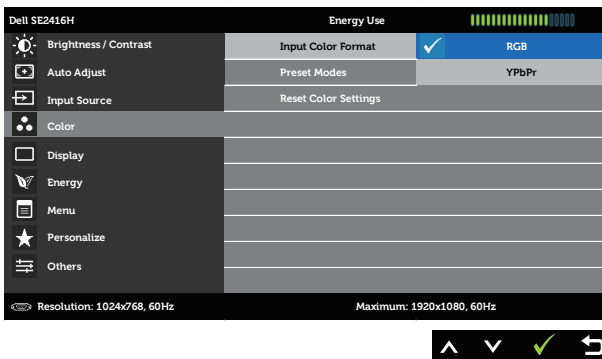 Dell SE2416H Energy Use
Brightness / Contrast Input Color Format RGB
Auto Adjust Preset Modes YPbPr
Input Source Reset Color Settings
Color
Display
Energy
Menu
Personalize
Others
Resolution: 1024x768, 60Hz Maximum: 1920x1080, 60Hz